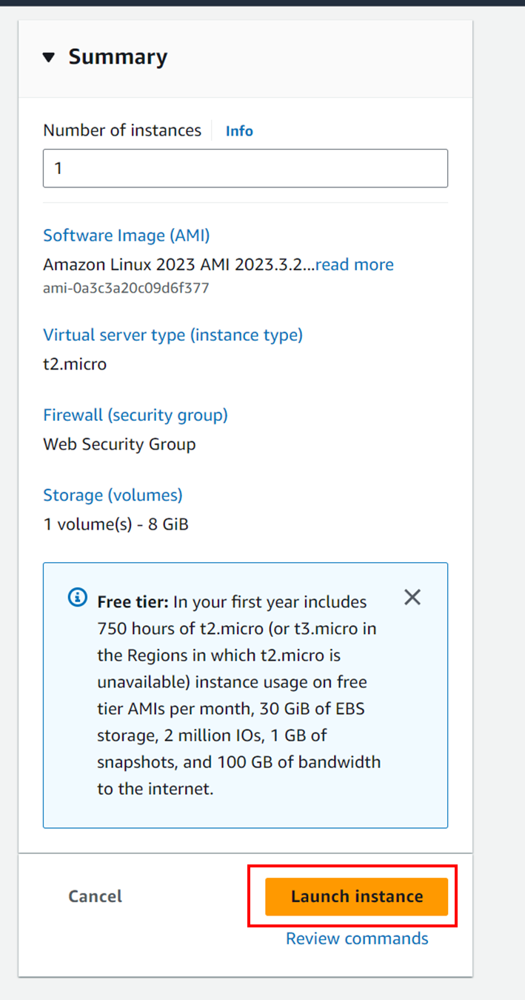 Summary
Number of instances Info
1
Software Image (AMI)
Amazon Linux 2023 AMI 2023.3.2...read more
ami-0a3c3a20c09d6f377
Virtual server type (instance type)
t2.micro
Firewall (security group)
Web Security Group
Storage (volumes)
1 volume(s) - 8 GiB
Free tier: In your first year includes
750 hours of t2.micro (or t3.micro in
the Regions in which t2.micro is
unavailable) instance usage on free
tier AMIs per month, 30 GiB of EBS
storage, 2 million IOs, 1 GB of
snapshots, and 100 GB of bandwidth
to the internet.
Cancel Launch instance
Review commands